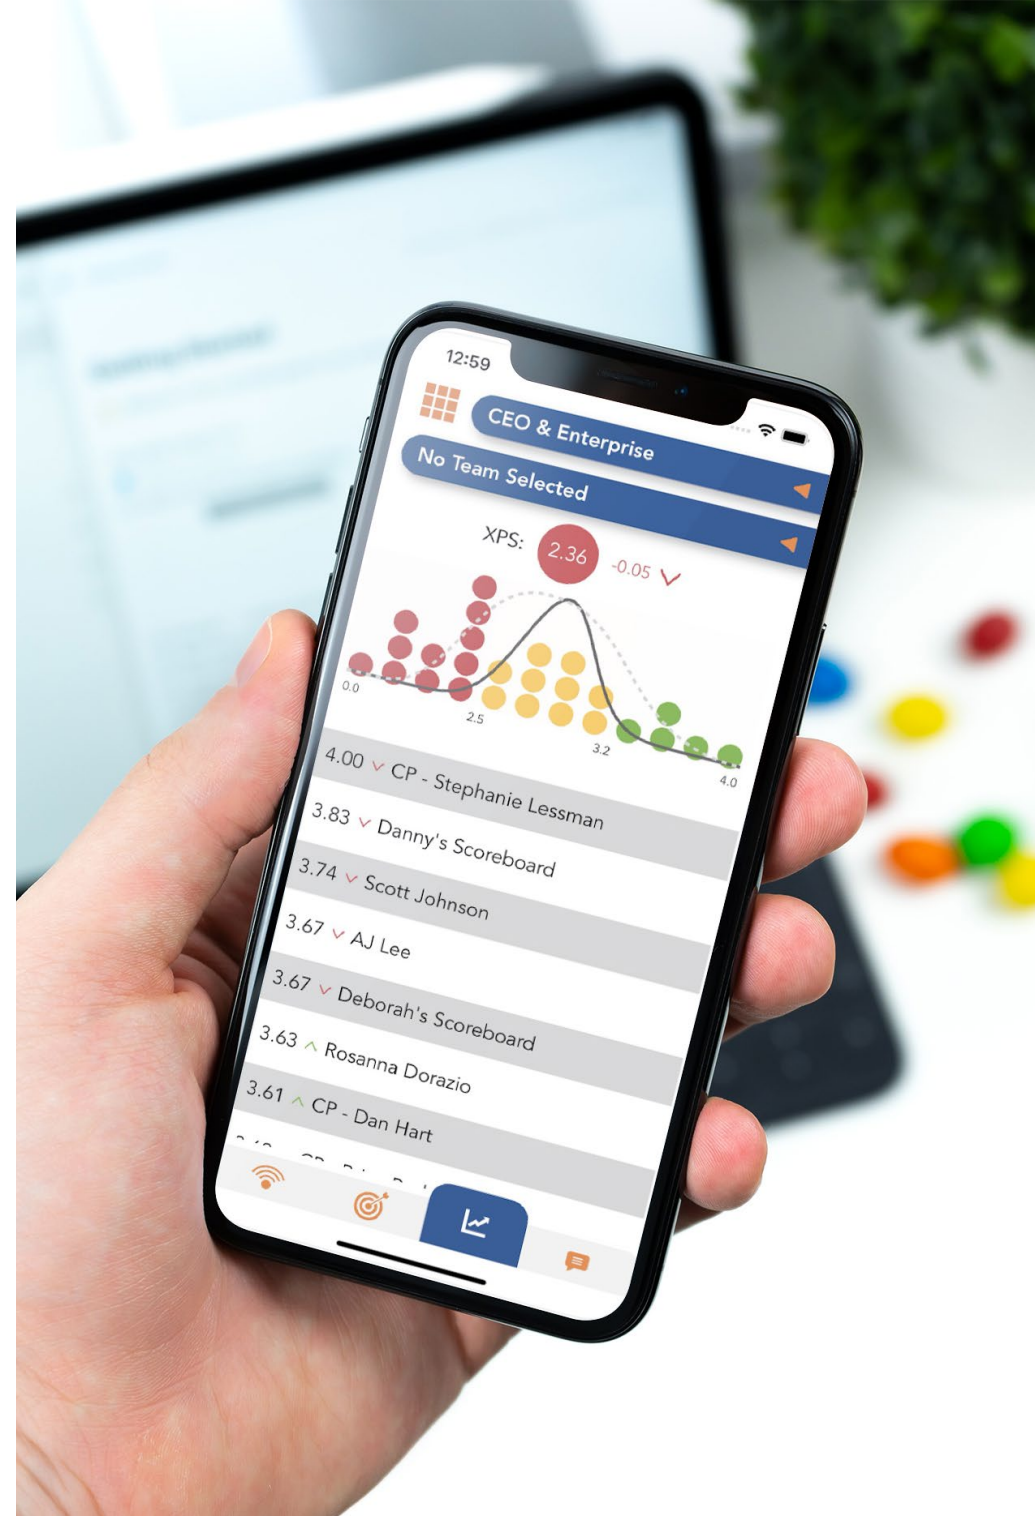 12:59
CEO & Enterprise
No Team Selected
XPS: 2.36 -0.05
0.0
2.5
3.2
4.0
4.00 CP - Stephanie Lessman
3.83 Danny's Scoreboard
3.74 Scott Johnson
3.67 AJ Lee
3.67 Deborah's Scoreboard
3.63 Rosanna Dorazio
3.61 CP - Dan Hart